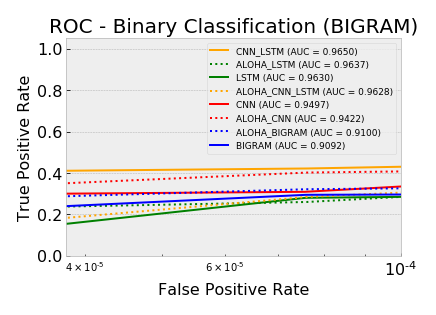 ROC - Binary Classification (BIGRAM)
True Positive Rate
1.0
0.8
0.6
0.4
0.2
0.0
CNN_LSTM (AUC = 0.9650)
ALOHA_LSTM (AUC = 0.9637)
LSTM (AUC = 0.9630)
ALOHA_CNN_LSTM (AUC = 0.9628)
CNN (AUC = 0.9497)
ALOHA_CNN (AUC = 0.9422)
ALOHA_BIGRAM (AUC = 0.9100)
BIGRAM (AUC = 0.9092)
4 × 10⁻⁵ 6 × 10⁻⁵ 10⁻⁴
False Positive Rate